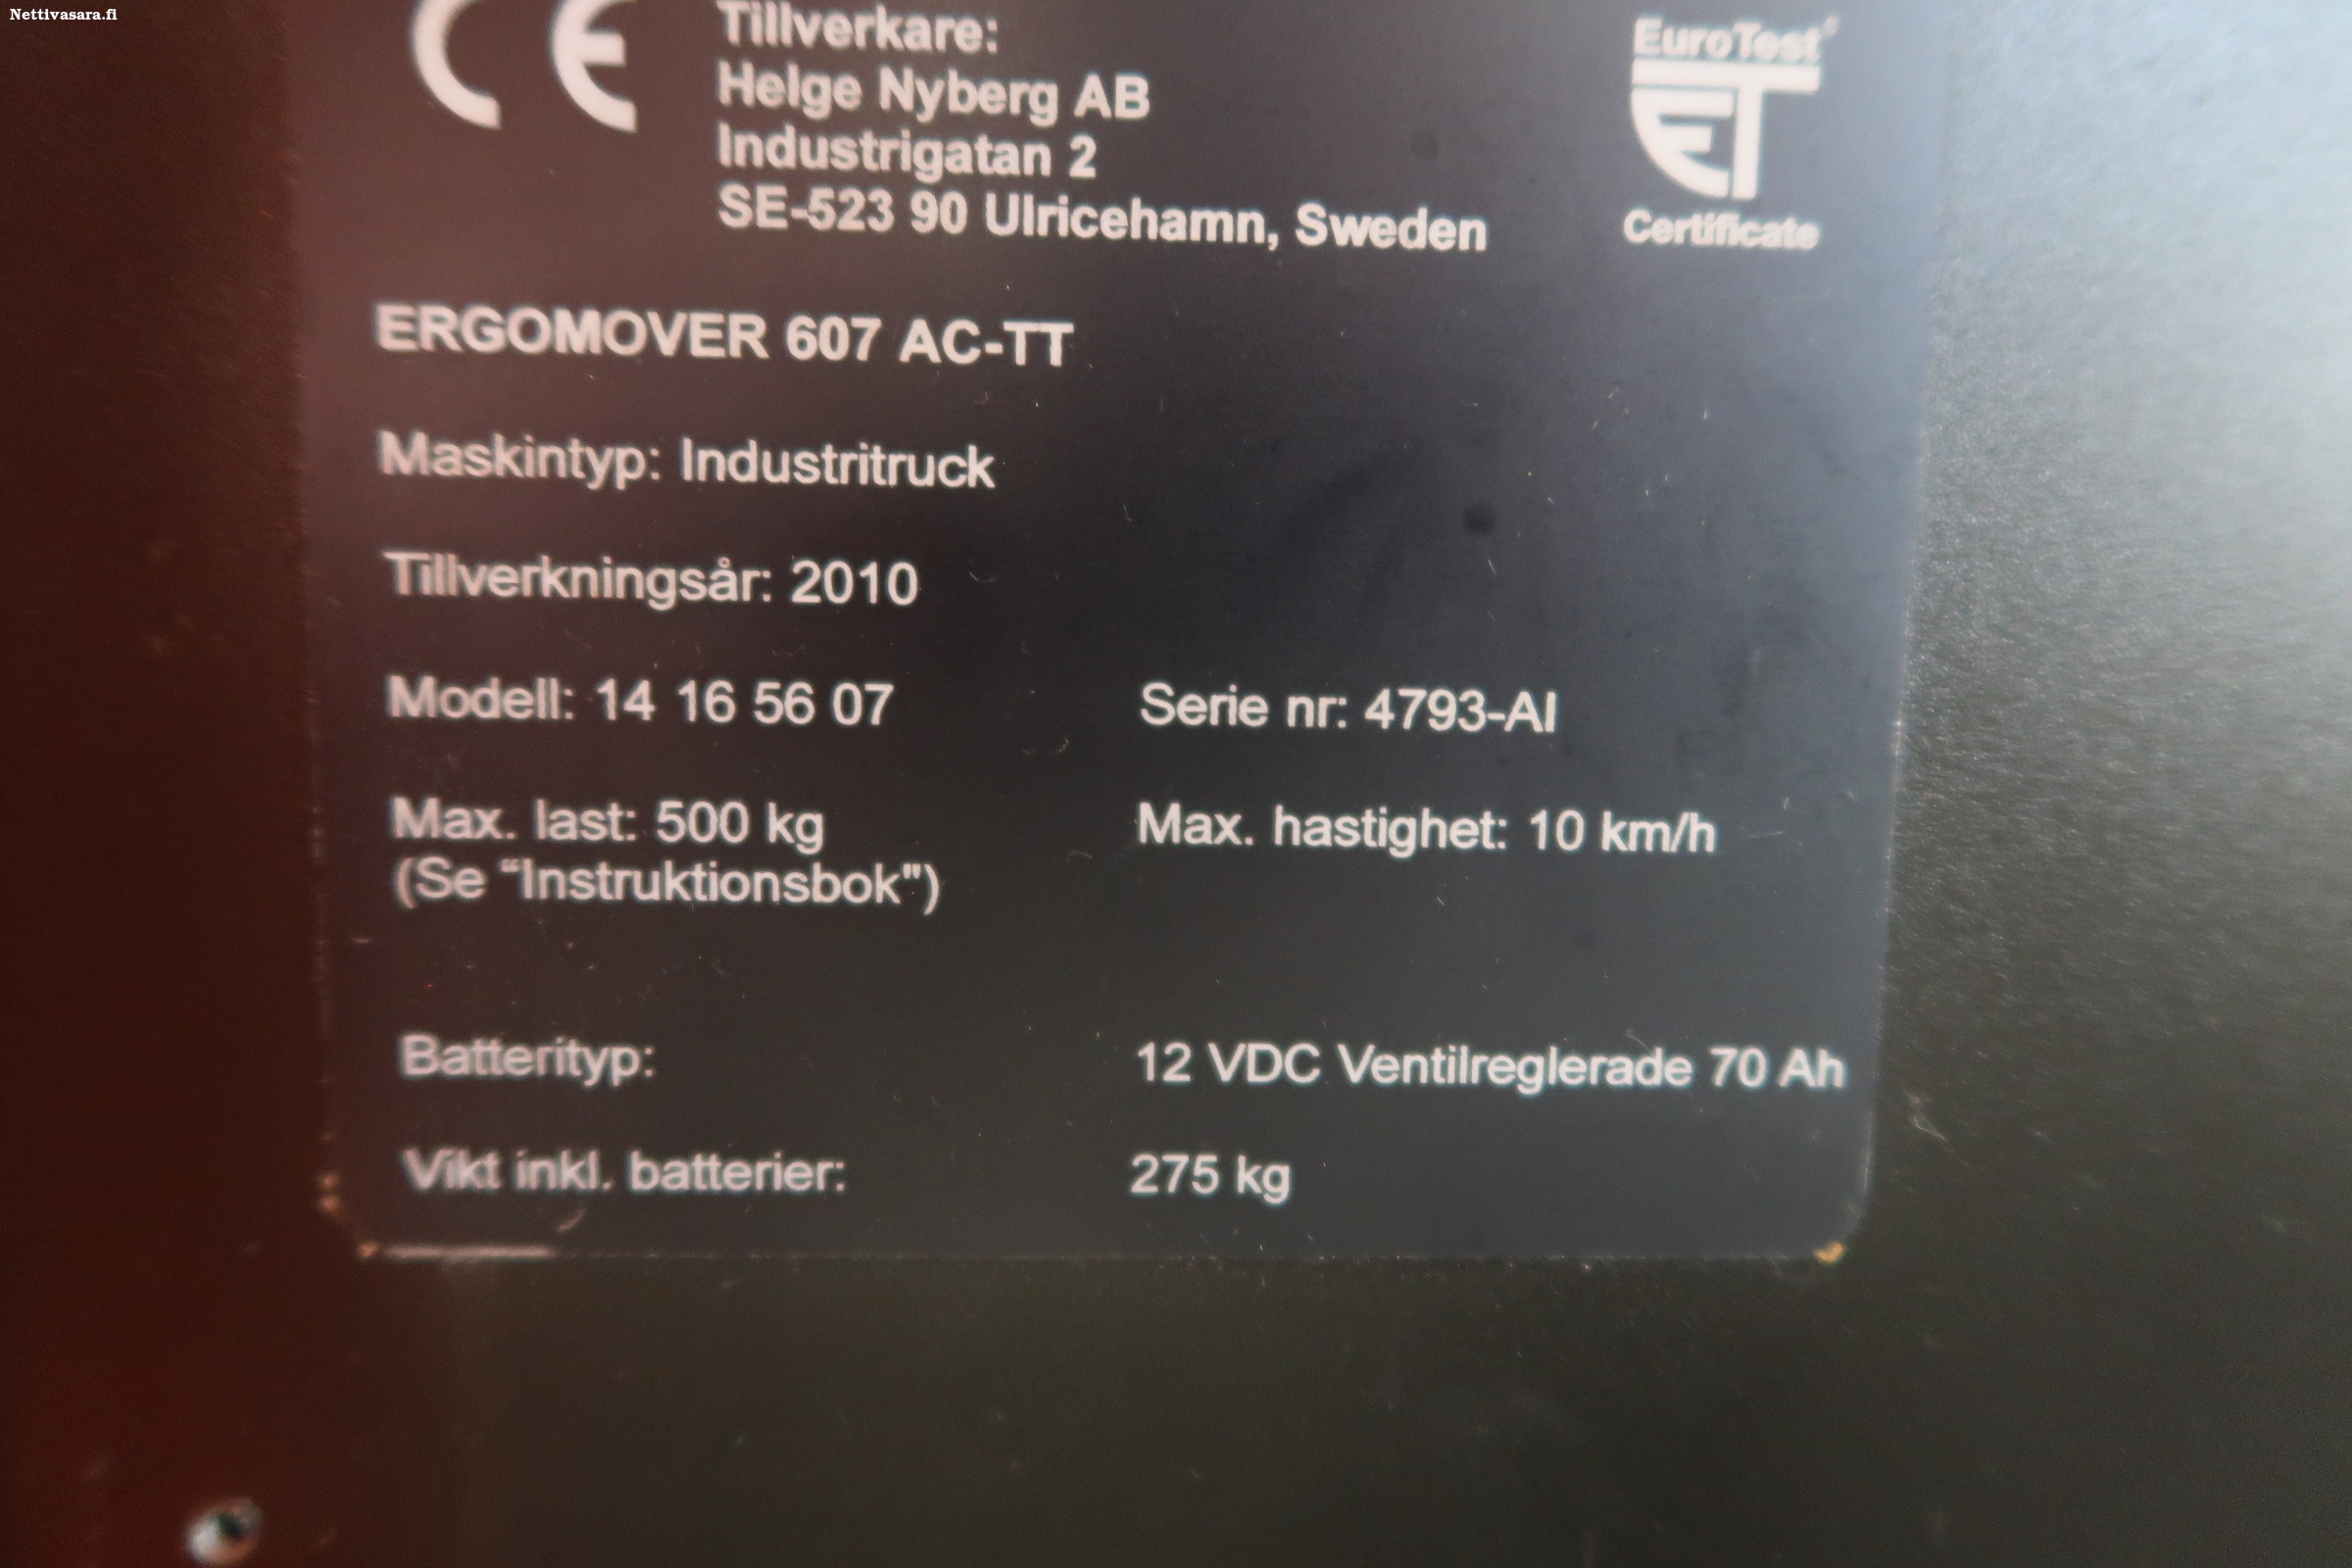 Nettivasara.fi
CE
Tillverkare:
Helge Nyberg AB
Industrigatan 2
SE-523 90 Ulricehamn, Sweden
EuroTest
ET
Certificate
ERGOMOVER 607 AC-TT
Maskintyp: Industritruck
Tillverkningsår: 2010
Modell: 14 16 56 07
Serie nr: 4793-AI
Max. last: 500 kg
(Se “Instruktionsbok")
Max. hastighet: 10 km/h
Batterityp:
12 VDC Ventilreglerade 70 Ah
Vikt inkl. batterier:
275 kg